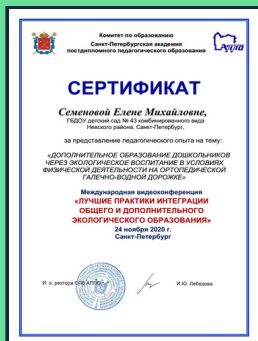 Комитет по образованию
Санкт-Петербургская академия
постдипломного педагогического образования
СЕРТИФИКАТ
Семеновой Елене Михайловне,
ГБДОУ детский сад № 43 комбинированного вида
Невского района, Санкт-Петербург,
за представление педагогического опыта на тему:
«ДОПОЛНИТЕЛЬНОЕ ОБРАЗОВАНИЕ ДОШКОЛЬНИКОВ
ЧЕРЕЗ ЭКОЛОГИЧЕСКОЕ ВОСПИТАНИЕ В УСЛОВИЯХ
ФИЗИЧЕСКОЙ ДЕЯТЕЛЬНОСТИ НА ОРТОПЕДИЧЕСКОЙ
ГАЛЕЧНО-ВОДНОЙ ДОРОЖКЕ»
Международная видеоконференция
«ЛУЧШИЕ ПРАКТИКИ ИНТЕГРАЦИИ
ОБЩЕГО И ДОПОЛНИТЕЛЬНОГО
ЭКОЛОГИЧЕСКОГО ОБРАЗОВАНИЯ»
24 ноября 2020 г.
Санкт-Петербург
И. о. ректора СПб АППО И.Ю. Лебедева